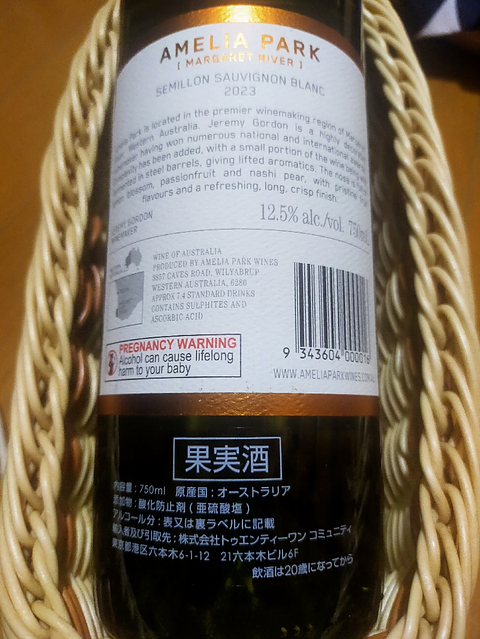 AMELIA PARK
[ MARGARET RIVER ]
SEMILLON SAUVIGNON BLANC
2023
Park is located in the premier winemaking region of
Western Australia. Jeremy Gordon is a highly
having won numerous national and international
has been added, with a small portion of the wine being
in steel barrels, giving lifted aromatics. The nose is
blossom, passionfruit and nashi pear, with pristine fruit
flavours and a refreshing, long, crisp finish.
12.5% alc./vol. 750mL
GORDON
WINEMAKER
WINE OF AUSTRALIA
PRODUCED BY AMELIA PARK WINES
3857 CAVES ROAD, WILYABRUP
WESTERN AUSTRALIA, 6280
APPROX 7.4 STANDARD DRINKS
CONTAINS SULPHITES AND
ASCORBIC ACID
PREGNANCY WARNING
Alcohol can cause lifelong
harm to your baby
9 343604 000016
WWW.AMELIAPARKWINES.COM
果実酒
内容量：750ml 原産国：オーストラリア
添加物：酸化防止剤(亜硫酸塩)
アルコール分：表又は裏ラベルに記載
輸入者及び引取先：株式会社トゥエンティーワン コミュニティ
東京都港区六本木6-1-12 21六本木ビル6F
飲酒は20歳になってから